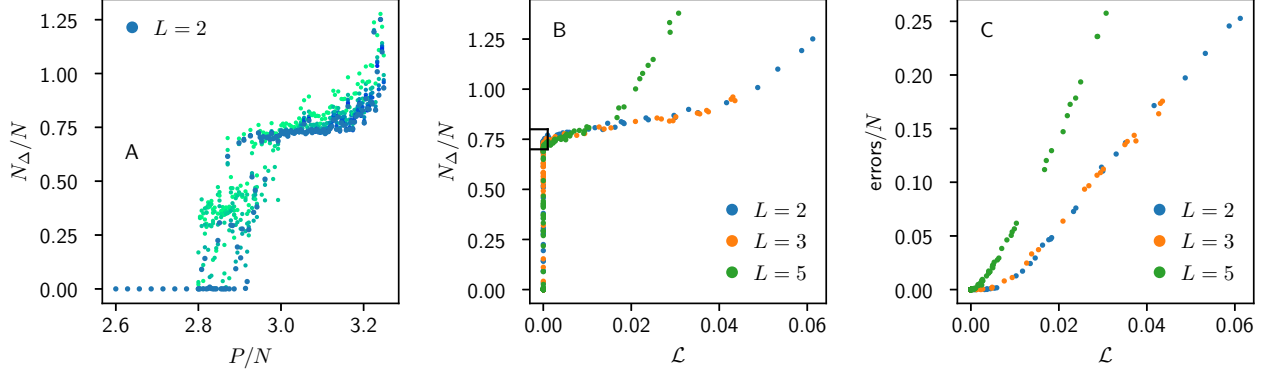 1.25
1.00
0.75
0.50
0.25
0.00
N_Δ/N
L = 2
A
2.6 2.8 3.0 3.2
P/N
1.25
1.00
0.75
0.50
0.25
0.00
N_Δ/N
B
L = 2
L = 3
L = 5
0.00 0.02 0.04 0.06
ℒ
0.25
0.20
0.15
0.10
0.05
0.00
errors/N
C
L = 2
L = 3
L = 5
0.00 0.02 0.04 0.06
ℒ